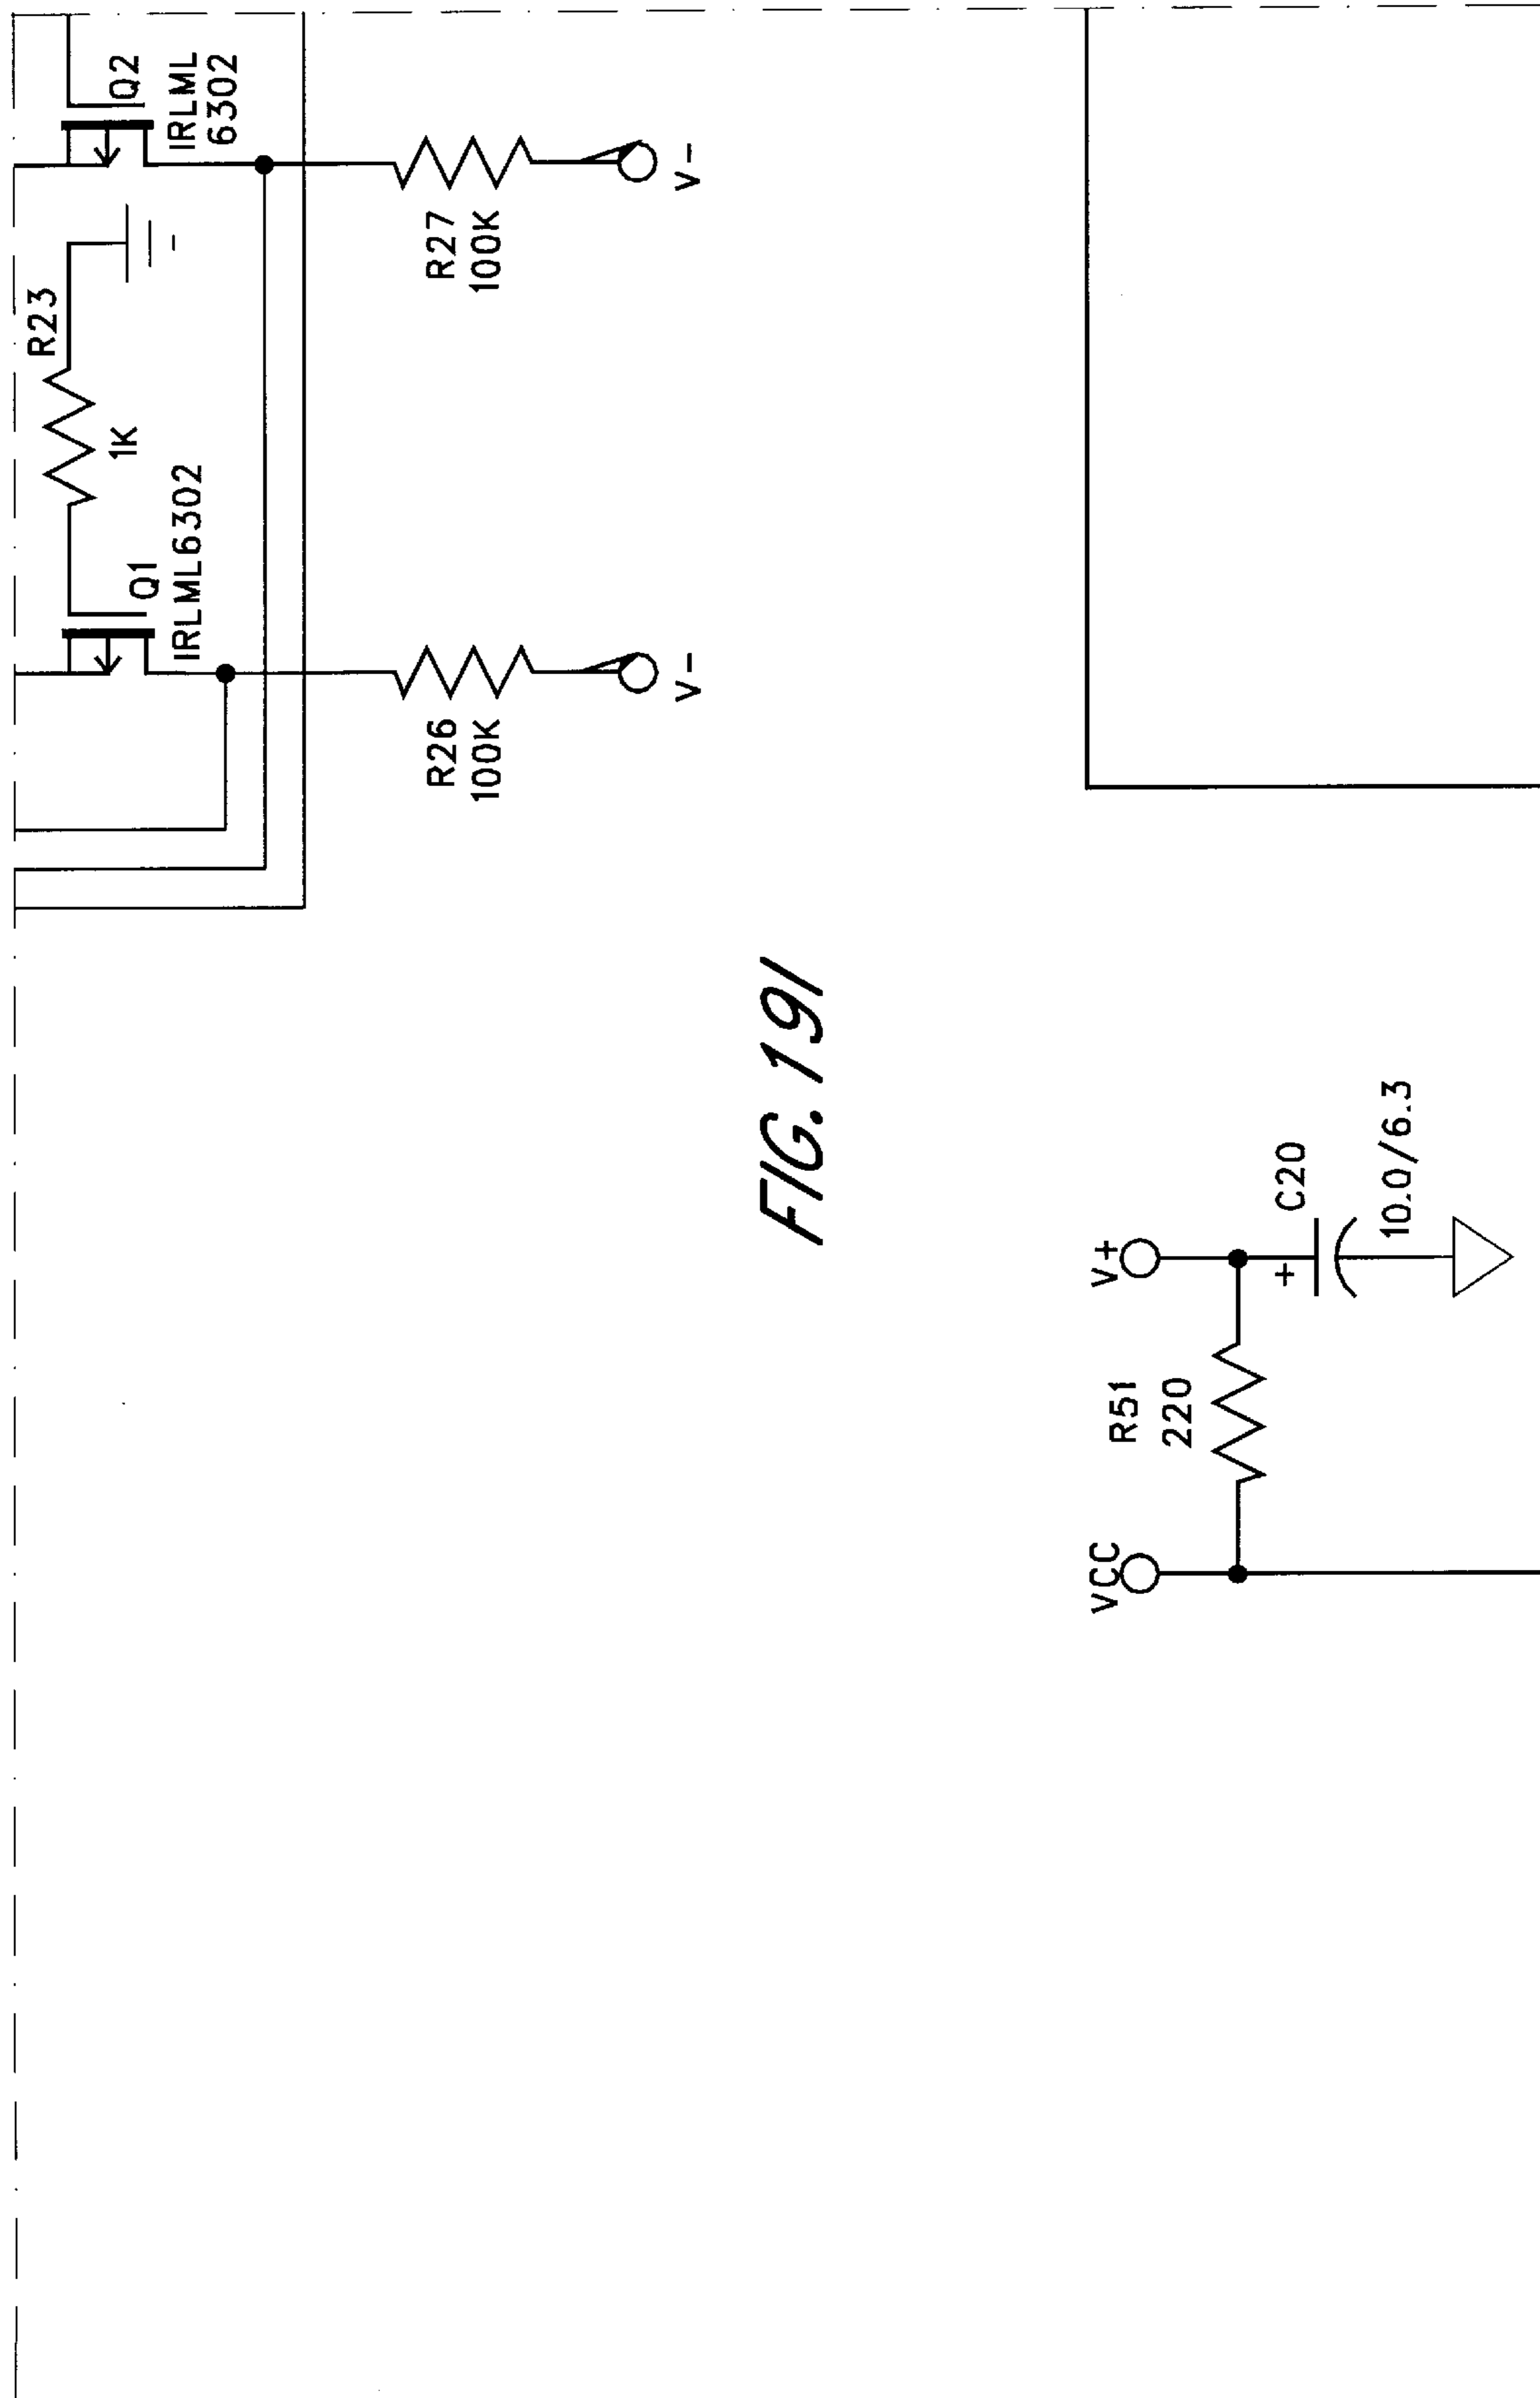 Q2
IRLML
6302
R23
1K
Q1
IRLML6302
R27
100K
V-
R26
100K
V-
FIG. 19I
V+
C20
+
10.0/6.3
R51
220
VCC